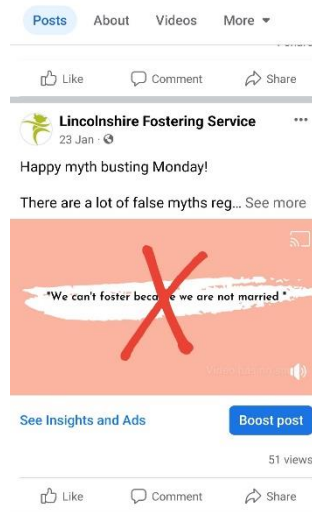 Posts About Videos More
Like Comment Share
Lincolnshire Fostering Service
23 Jan
Happy myth busting Monday!
There are a lot of false myths reg... See more
"We can't foster because we are not married "
See Insights and Ads Boost post
51 views
Like Comment Share